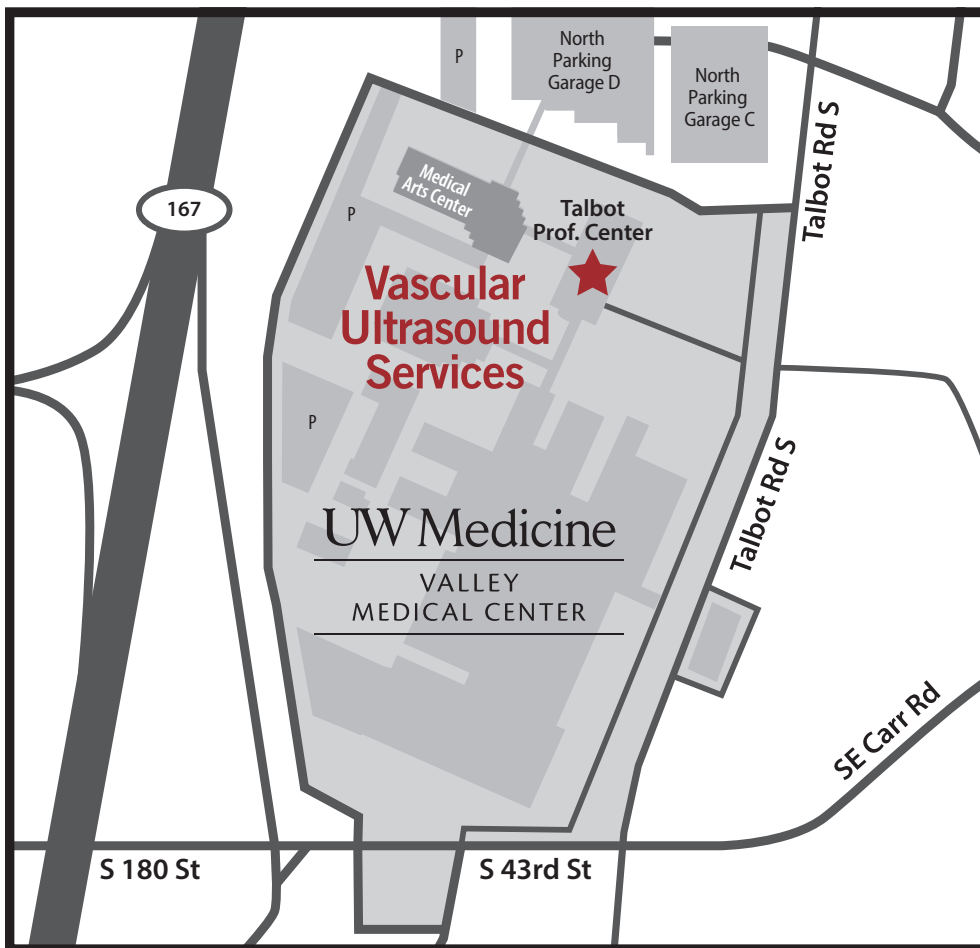 P
North
Parking
Garage D
North
Parking
Garage C
Talbot Rd S
Medical
Arts Center
167
P
Talbot
Prof. Center
Vascular
Ultrasound
Services
P
Talbot Rd S
UW Medicine
VALLEY
MEDICAL CENTER
SE Carr Rd
S 180 St
S 43rd St